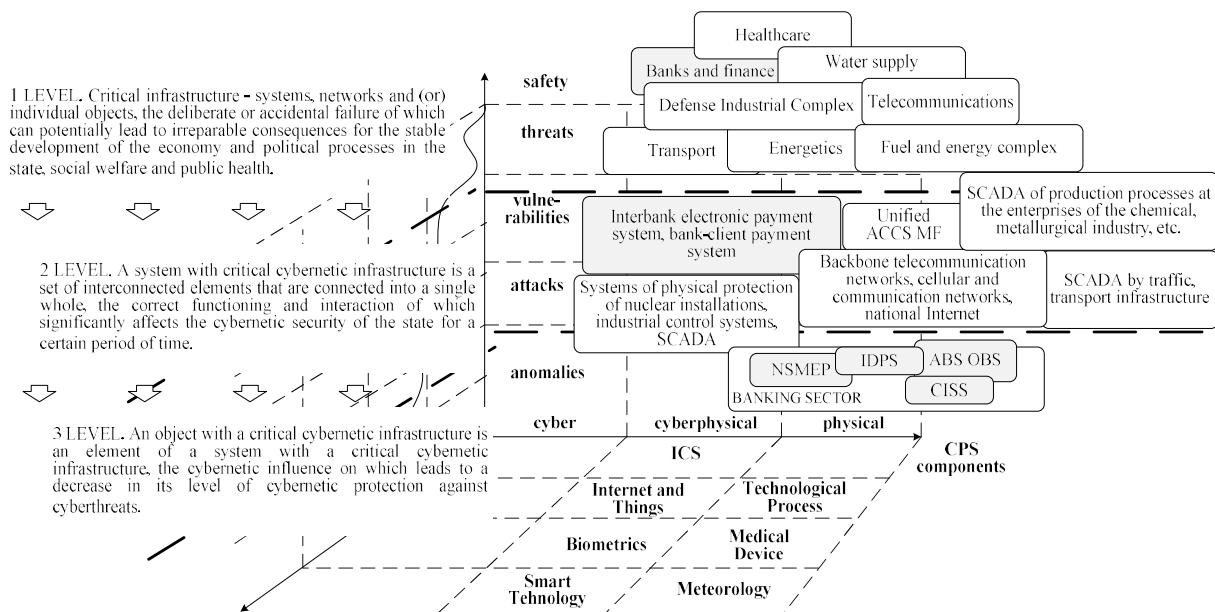 Healthcare
safety
Banks and finance
Water supply
1 LEVEL. Critical infrastructure - systems, networks and (or)
individual objects, the deliberate or accidental failure of which
can potentially lead to irreparable consequences for the stable
development of the economy and political processes in the
state, social welfare and public health.
threats
Defense Industrial Complex
Telecommunications
Transport
Energetics
Fuel and energy complex
vulne-
rabilities
Interbank electronic payment
system, bank-client payment
system
Unified
ACCS MF
SCADA of production processes at
the enterprises of the chemical,
metallurgical industry, etc.
2 LEVEL. A system with critical cybernetic infrastructure is a
set of interconnected elements that are connected into a single
whole, the correct functioning and interaction of which
significantly affects the cybernetic security of the state for a
certain period of time.
attacks
Systems of physical protection
of nuclear installations,
industrial control systems,
SCADA
Backbone telecommunication
networks, cellular and
communication networks,
national Internet
SCADA by traffic,
transport infrastructure
anomalies
NSMEP
IDPS
ABS OBS
CISS
BANKING SECTOR
cyber
cyberphysical
physical
3 LEVEL. An object with a critical cybernetic infrastructure is
an element of a system with a critical cybernetic
infrastructure, the cybernetic influence on which leads to a
decrease in its level of cybernetic protection against
cyberthreats.
CPS
components
ICS
Internet and
Things
Technological
Process
Biometrics
Medical
Device
Smart
Tehnology
Meteorology